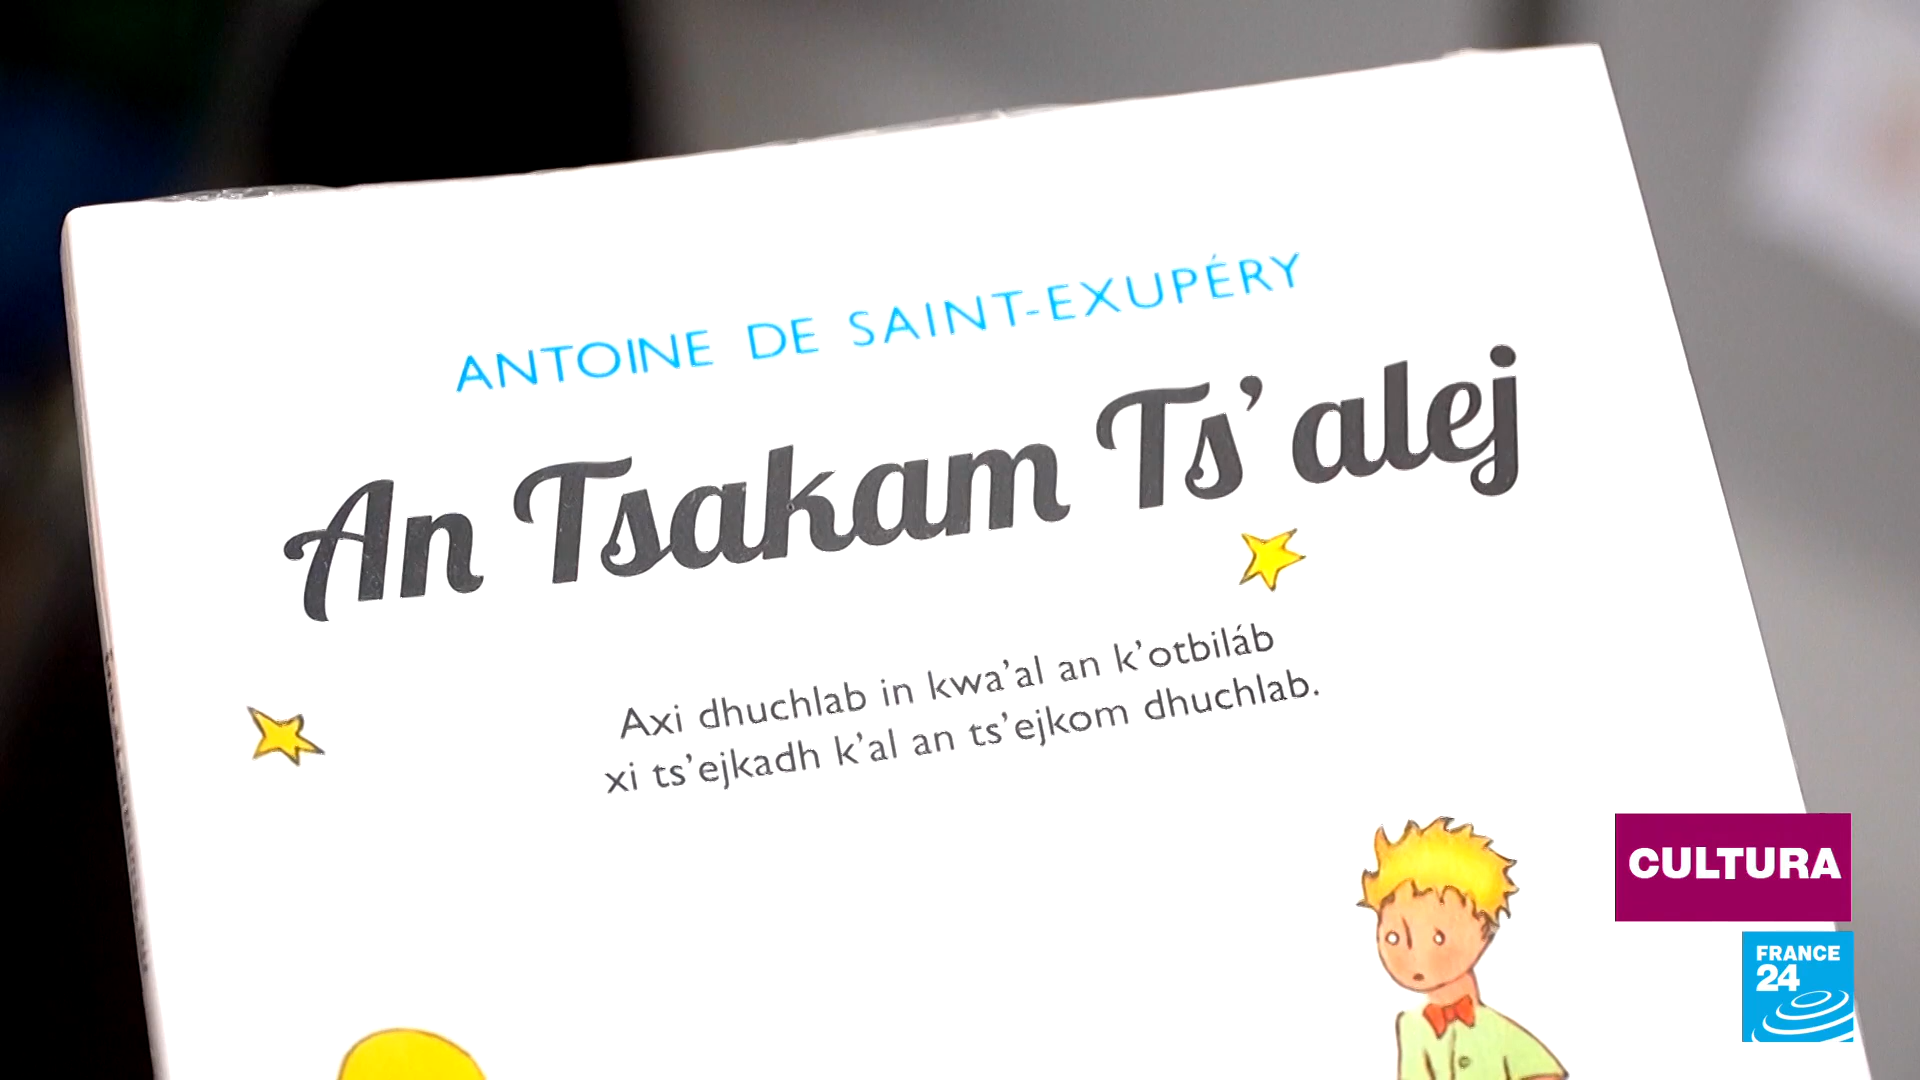 ANTOINE DE SAINT-EXUPÉRY
An Tsakam Ts’alej
Axi dhuchlab in kwa’al an k’otbiláb
xi ts’ejkadh k’al an ts’ejkom dhuchlab.
CULTURA
FRANCE
24